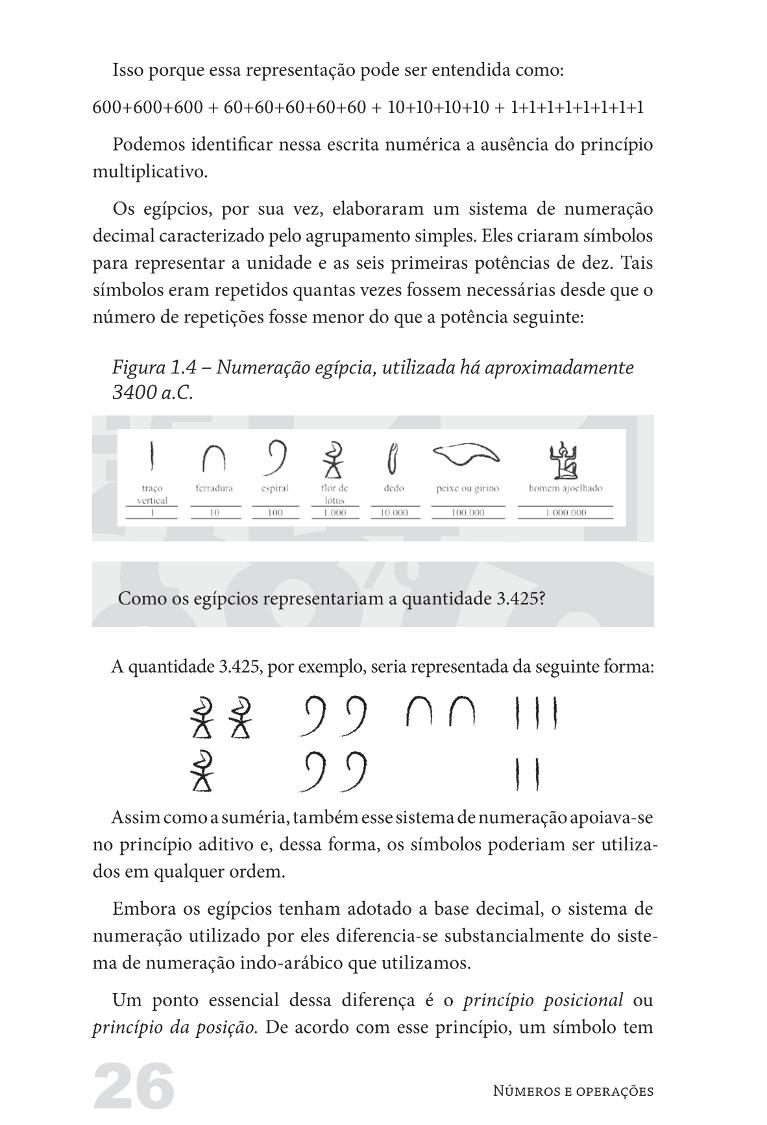 Isso porque essa representação pode ser entendida como:
600+600+600 + 60+60+60+60+60 + 10+10+10+10 + 1+1+1+1+1+1+1+1
Podemos identificar nessa escrita numérica a ausência do princípio
multiplicativo.
Os egípcios, por sua vez, elaboraram um sistema de numeração
decimal caracterizado pelo agrupamento simples. Eles criaram símbolos
para representar a unidade e as seis primeiras potências de dez. Tais
símbolos eram repetidos quantas vezes fossem necessárias desde que o
número de repetições fosse menor do que a potência seguinte:
Figura 1.4 – Numeração egípcia, utilizada há aproximadamente
3400 a.C.
traço ferradura espiral flor de dedo peixe ou girino homem ajoelhado
vertical lótus
1 10 100 1.000 10.000 100.000 1.000.000
Como os egípcios representariam a quantidade 3.425?
A quantidade 3.425, por exemplo, seria representada da seguinte forma:
Assim como a suméria, também esse sistema de numeração apoiava-se
no princípio aditivo e, dessa forma, os símbolos poderiam ser utiliza-
dos em qualquer ordem.
Embora os egípcios tenham adotado a base decimal, o sistema de
numeração utilizado por eles diferencia-se substancialmente do siste-
ma de numeração indo-arábico que utilizamos.
Um ponto essencial dessa diferença é o princípio posicional ou
princípio da posição. De acordo com esse princípio, um símbolo tem
26
Números e operações